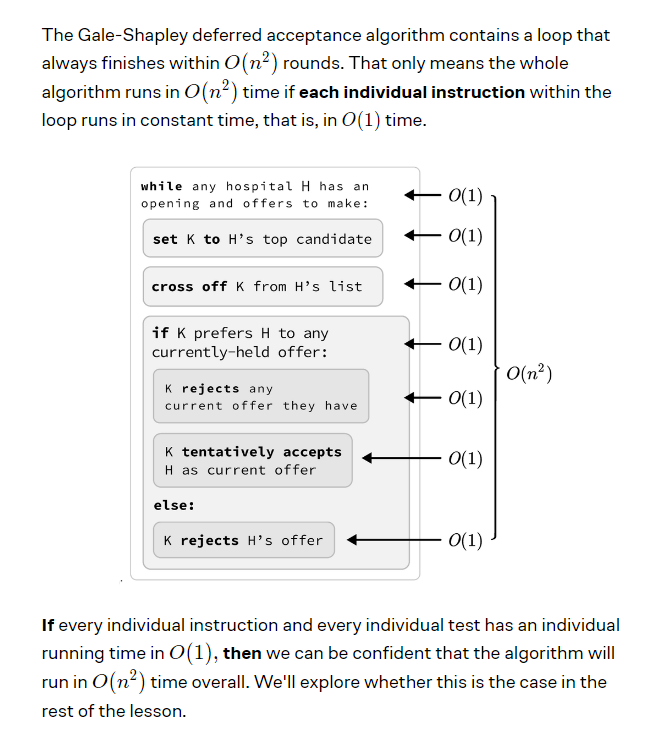 The Gale-Shapley deferred acceptance algorithm contains a loop that
always finishes within O(n²) rounds. That only means the whole
algorithm runs in O(n²) time if each individual instruction within the
loop runs in constant time, that is, in O(1) time.
while any hospital H has an
opening and offers to make:
O(1)
set K to H's top candidate
O(1)
cross off K from H's list
O(1)
if K prefers H to any
currently-held offer:
O(1)
O(n²)
K rejects any
current offer they have
O(1)
K tentatively accepts
H as current offer
O(1)
else:
K rejects H's offer
O(1)
If every individual instruction and every individual test has an individual
running time in O(1), then we can be confident that the algorithm will
run in O(n²) time overall. We'll explore whether this is the case in the
rest of the lesson.